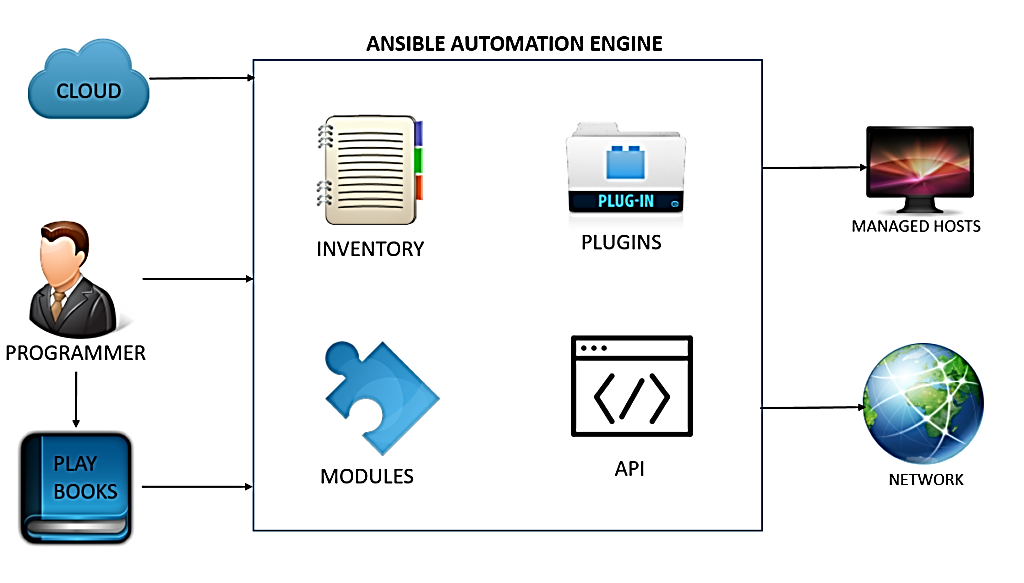 ANSIBLE AUTOMATION ENGINE
CLOUD
INVENTORY
PLUG-IN
PLUGINS
MANAGED HOSTS
PROGRAMMER
PLAY
BOOKS
MODULES
API
NETWORK